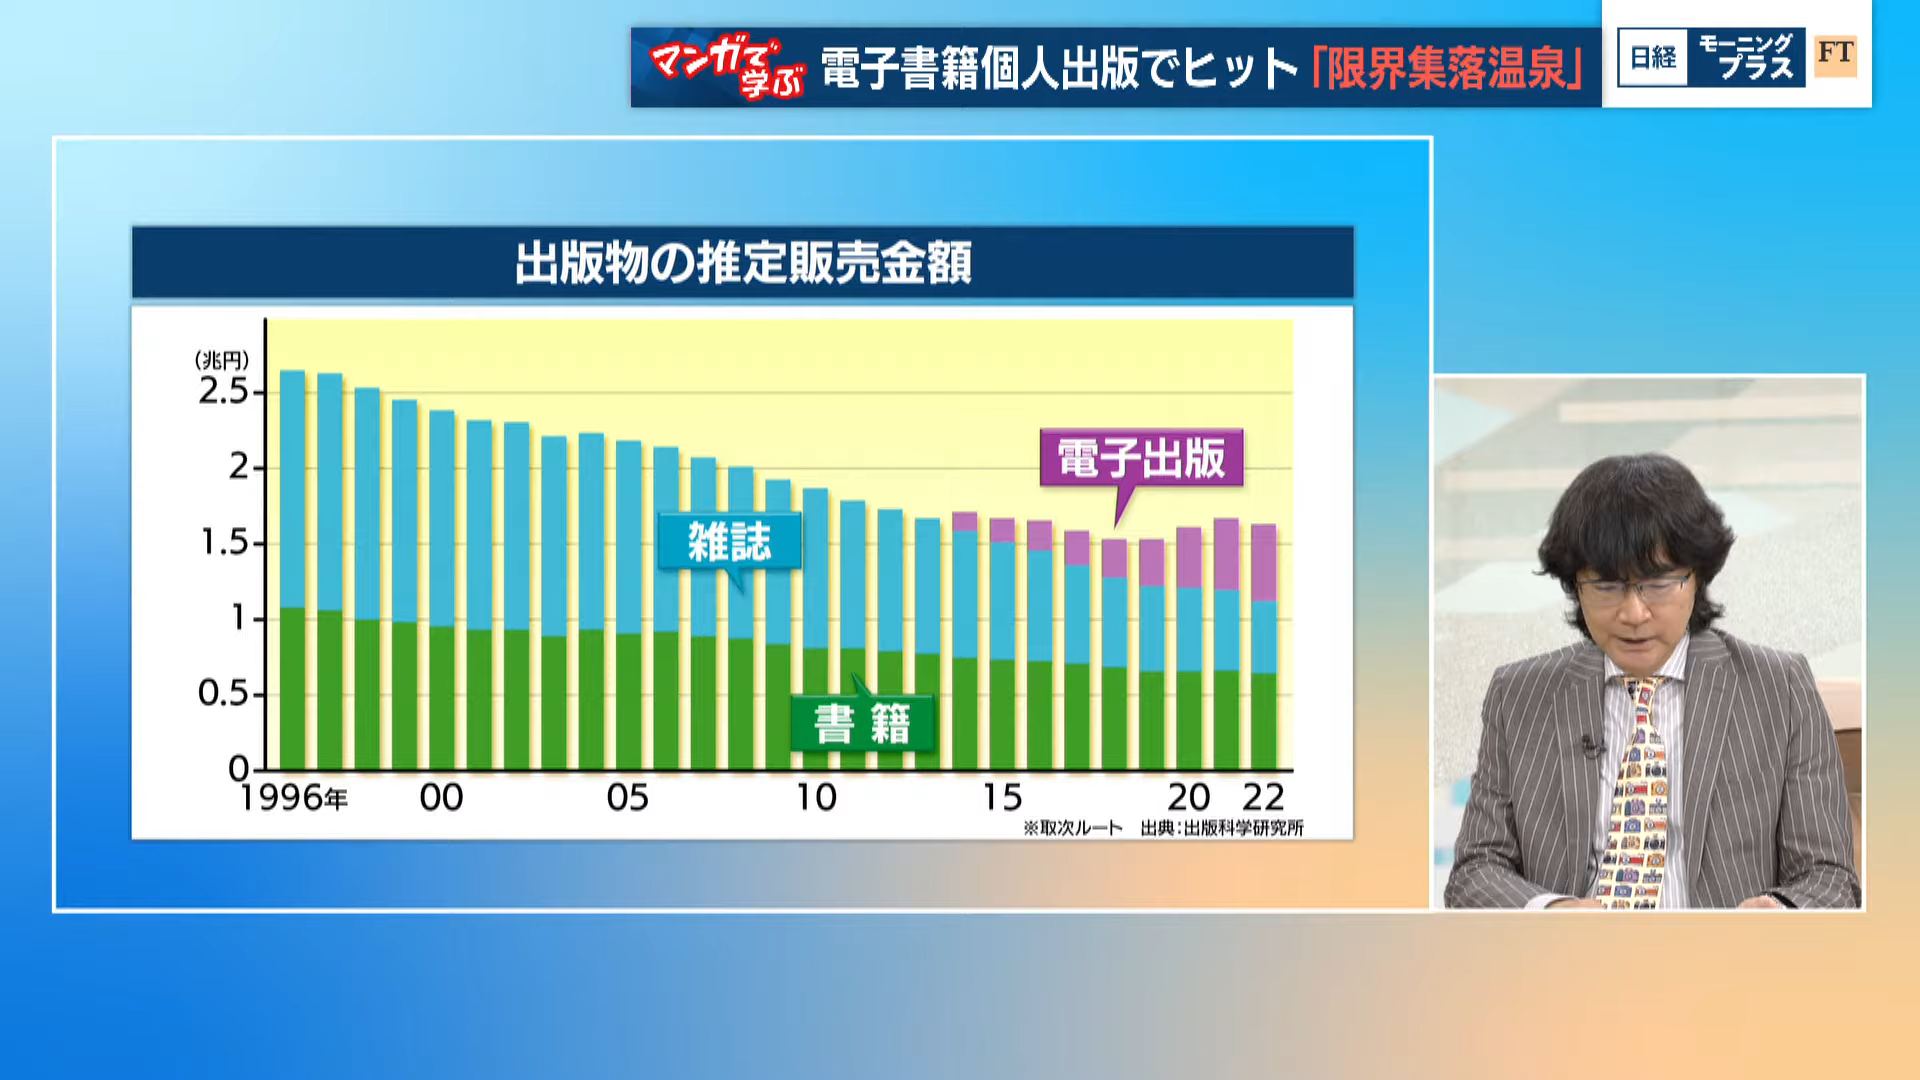 マンガで学ぶ
電子書籍個人出版でヒット「限界集落温泉」
日経
モーニング
プラス
FT
出版物の推定販売金額
(兆円)
2.5
2
1.5
1
0.5
0
雑誌
電子出版
書籍
1996年 00 05 10 15 20 22
※取次ルート 出典:出版科学研究所